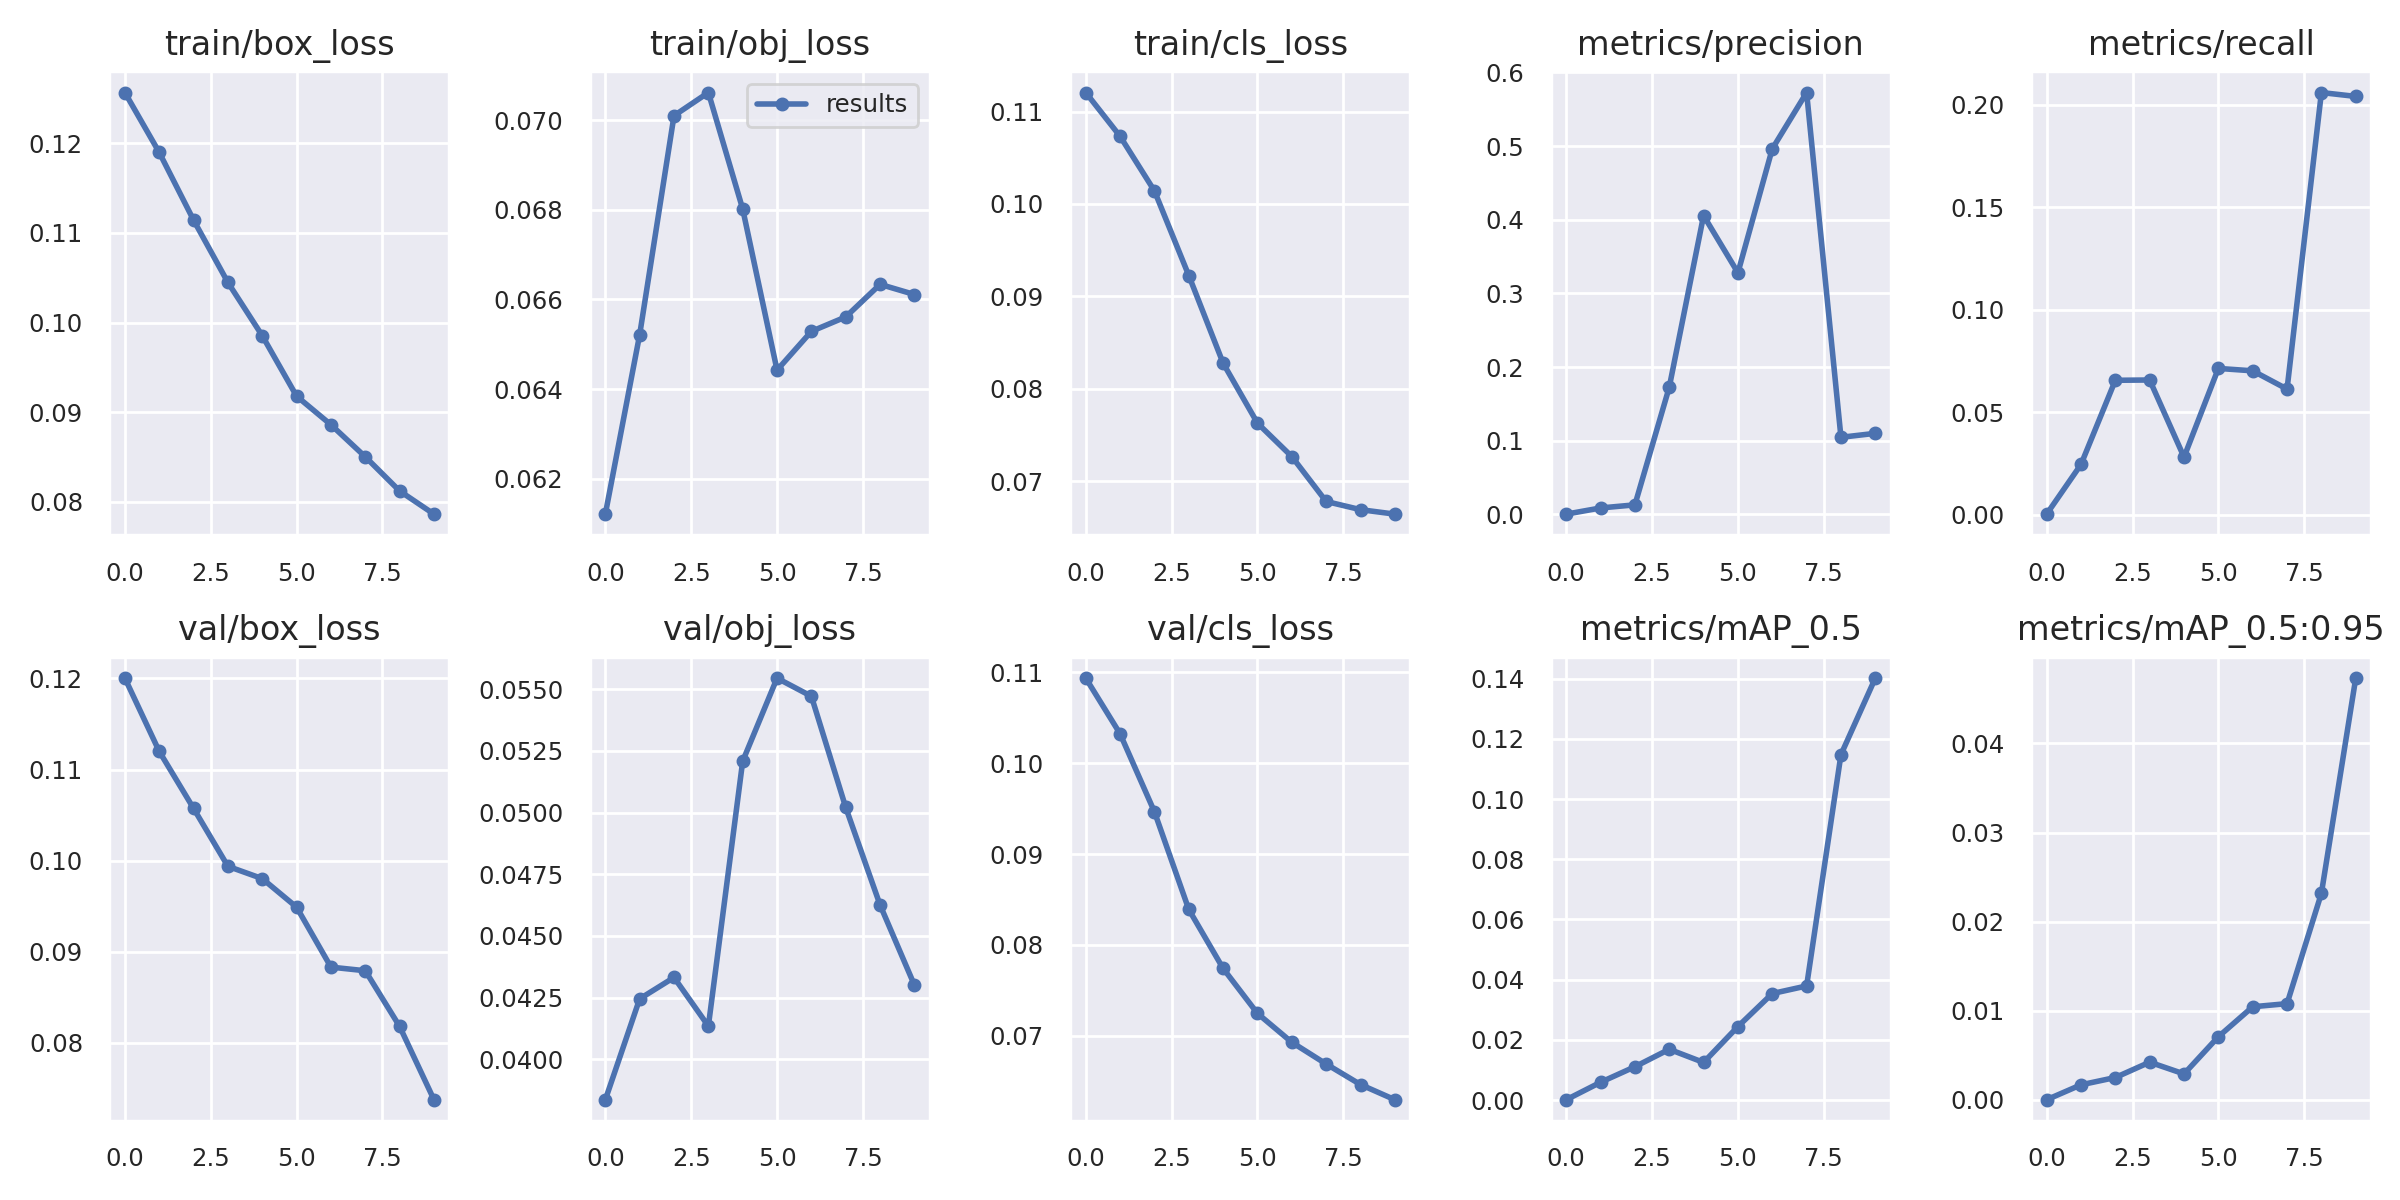 train/box_loss
train/obj_loss
train/cls_loss
metrics/precision
metrics/recall
0.12
0.11
0.10
0.09
0.08
0.0 2.5 5.0 7.5
results
0.070
0.068
0.066
0.064
0.062
0.0 2.5 5.0 7.5
0.11
0.10
0.09
0.08
0.07
0.0 2.5 5.0 7.5
0.6
0.5
0.4
0.3
0.2
0.1
0.0
0.0 2.5 5.0 7.5
0.20
0.15
0.10
0.05
0.00
0.0 2.5 5.0 7.5
val/box_loss
val/obj_loss
val/cls_loss
metrics/mAP_0.5
metrics/mAP_0.5:0.95
0.12
0.11
0.10
0.09
0.08
0.0 2.5 5.0 7.5
0.0550
0.0525
0.0500
0.0475
0.0450
0.0425
0.0400
0.0 2.5 5.0 7.5
0.11
0.10
0.09
0.08
0.07
0.0 2.5 5.0 7.5
0.14
0.12
0.10
0.08
0.06
0.04
0.02
0.00
0.0 2.5 5.0 7.5
0.04
0.03
0.02
0.01
0.00
0.0 2.5 5.0 7.5